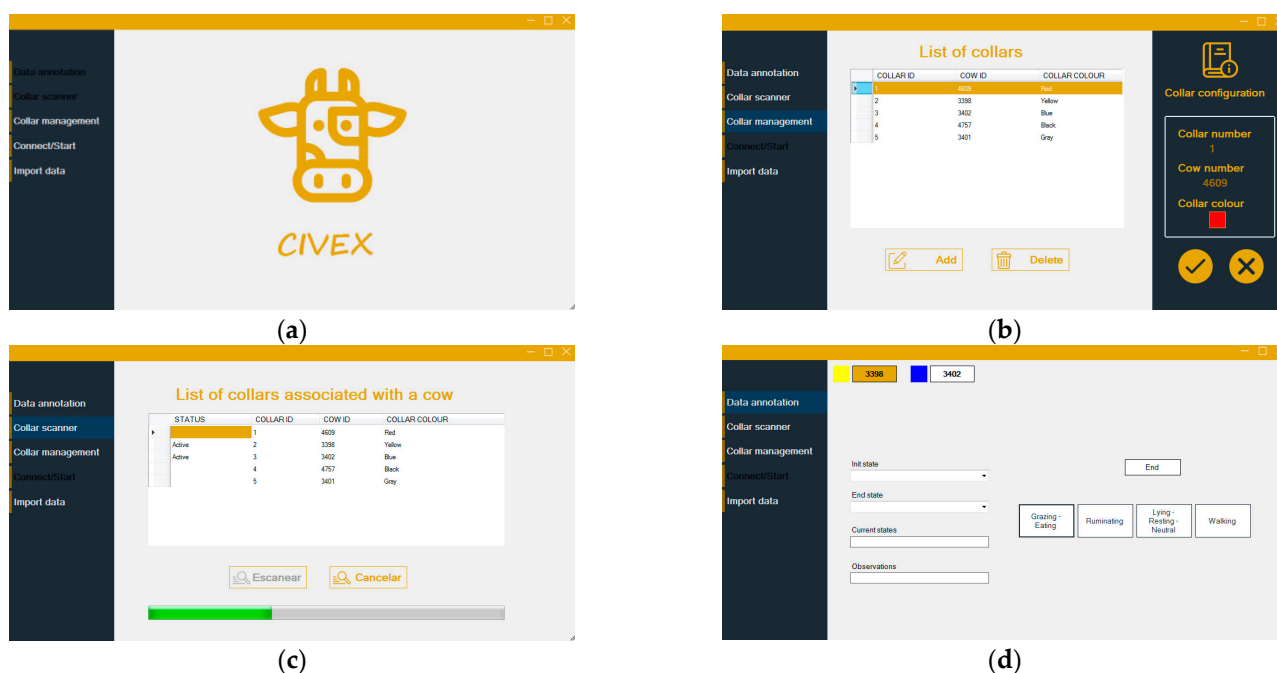 Data annotation
Collar scanner
Collar management
Connect/Start
Import data
CIVEX
(a)
List of collars
COLLAR ID COW ID COLLAR COLOUR
1 4609 Red
2 3398 Yellow
3 3402 Blue
4 4757 Black
5 3401 Gray
Add Delete
Data annotation
Collar scanner
Collar management
Connect/Start
Import data
Collar configuration
Collar number
1
Cow number
4609
Collar colour
(b)
Data annotation
Collar scanner
Collar management
Connect/Start
Import data
List of collars associated with a cow
STATUS COLLAR ID COW ID COLLAR COLOUR
1 4609 Red
Active 2 3398 Yellow
Active 3 3402 Blue
4 4757 Black
5 3401 Gray
Escanear Cancelar
(c)
3398 3402
Data annotation
Collar scanner
Collar management
Connect/Start
Import data
Init state
End state
Current states
Observations
End
Grazing -
Eating
Ruminating
Lying -
Resting -
Neutral
Walking
(d)